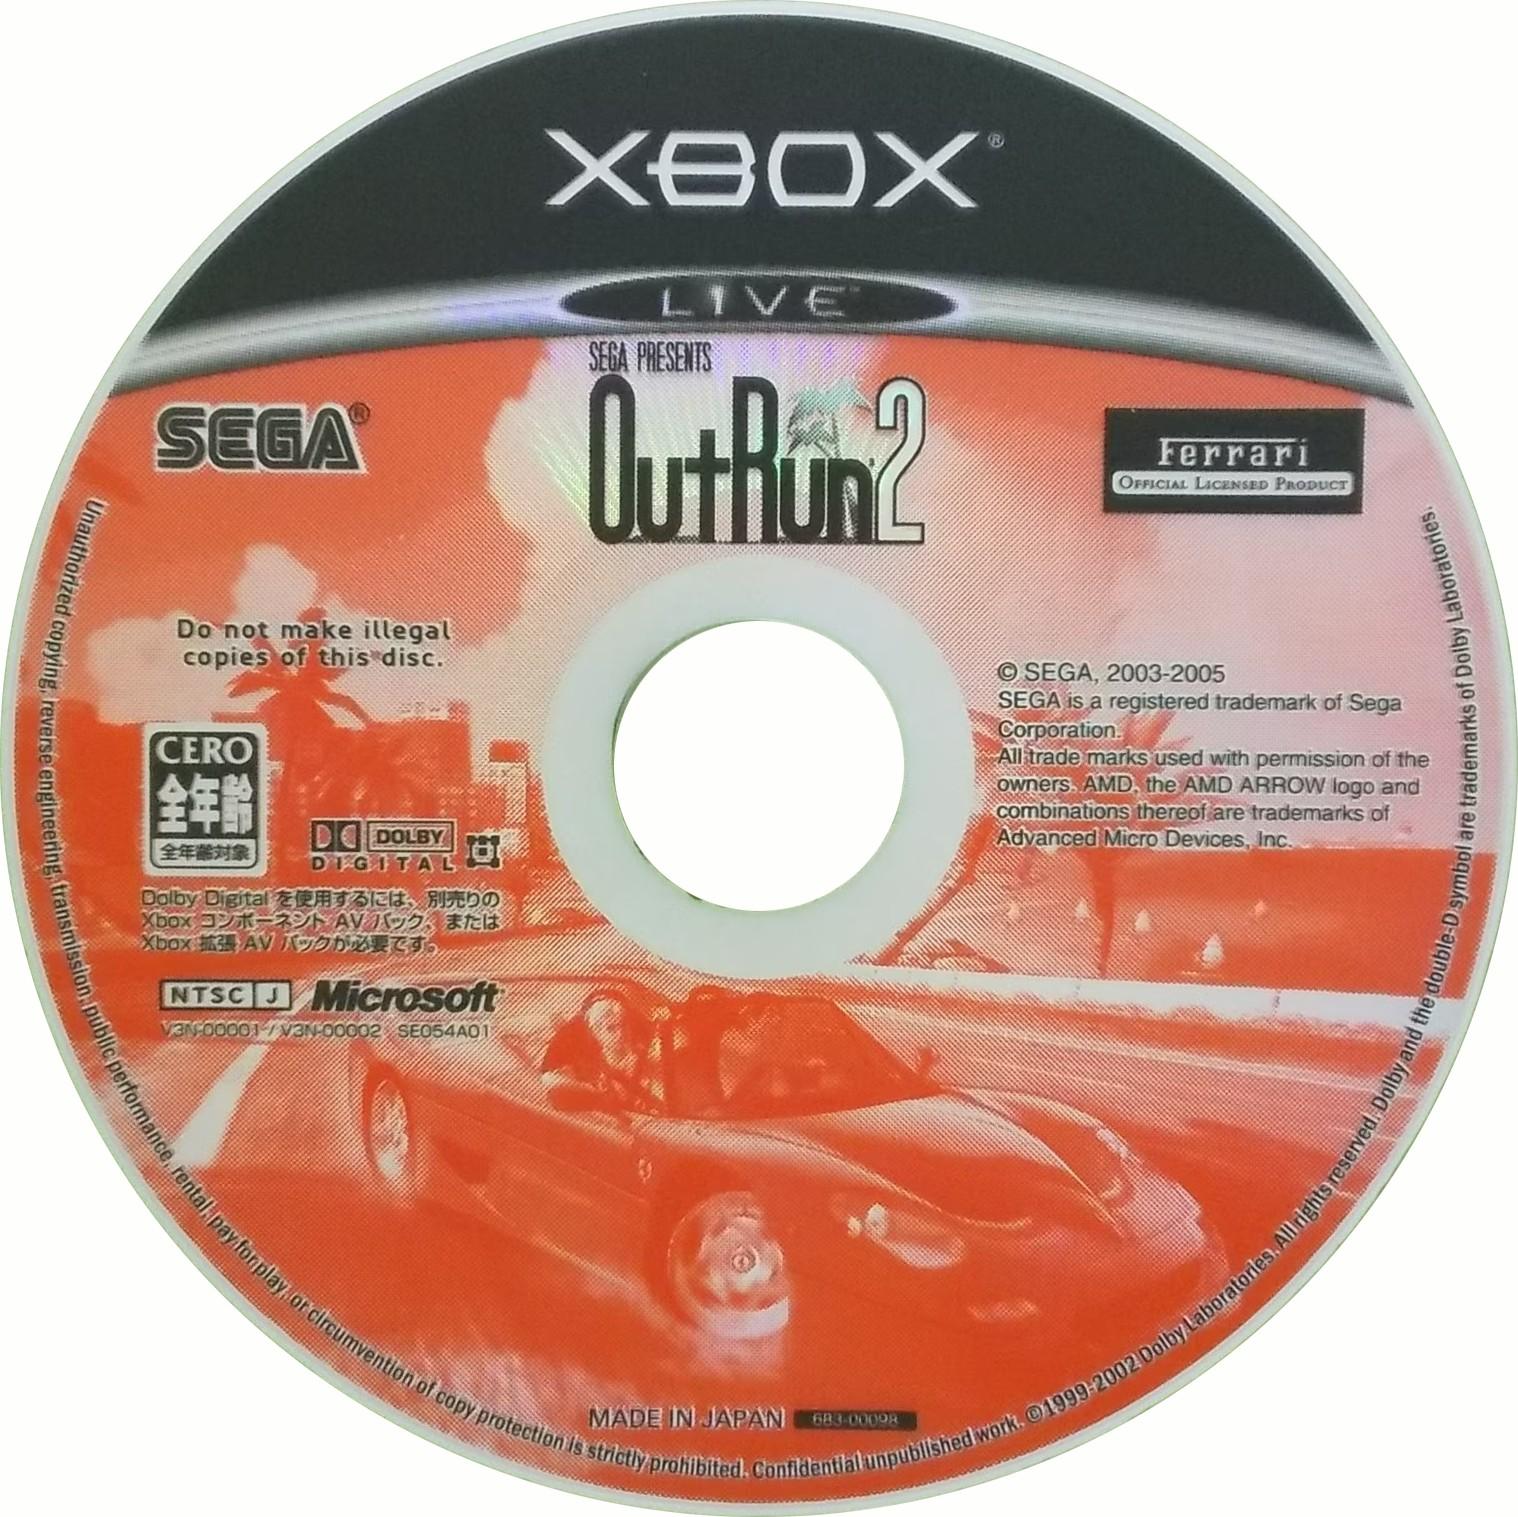 XBOX®
LIVE™
SEGA PRESENTS
OutRun2
SEGA®
Ferrari
OFFICIAL LICENSED PRODUCT
Do not make illegal
copies of this disc.
© SEGA, 2003-2005
SEGA is a registered trademark of Sega
Corporation.
All trade marks used with permission of the
owners. AMD, the AMD ARROW logo and
combinations thereof are trademarks of
Advanced Micro Devices, Inc.
CERO
全年齢
全年齢対象
DOLBY
DIGITAL
Dolby Digital を使用するには、別売りの
Xbox コンポーネント AV パック、または
Xbox 拡張 AV パックが必要です。
NTSC J Microsoft
V3N-00001 / V3N-00002 SE054A01
MADE IN JAPAN 6B3-00098
Unauthorized copying, reverse engineering, transmission, public performance, rental, pay for play, or circumvention of copy protection is strictly prohibited. Confidential unpublished work. ©1999-2002 Dolby Laboratories. All rights reserved. Dolby and the double-D symbol are trademarks of Dolby Laboratories.